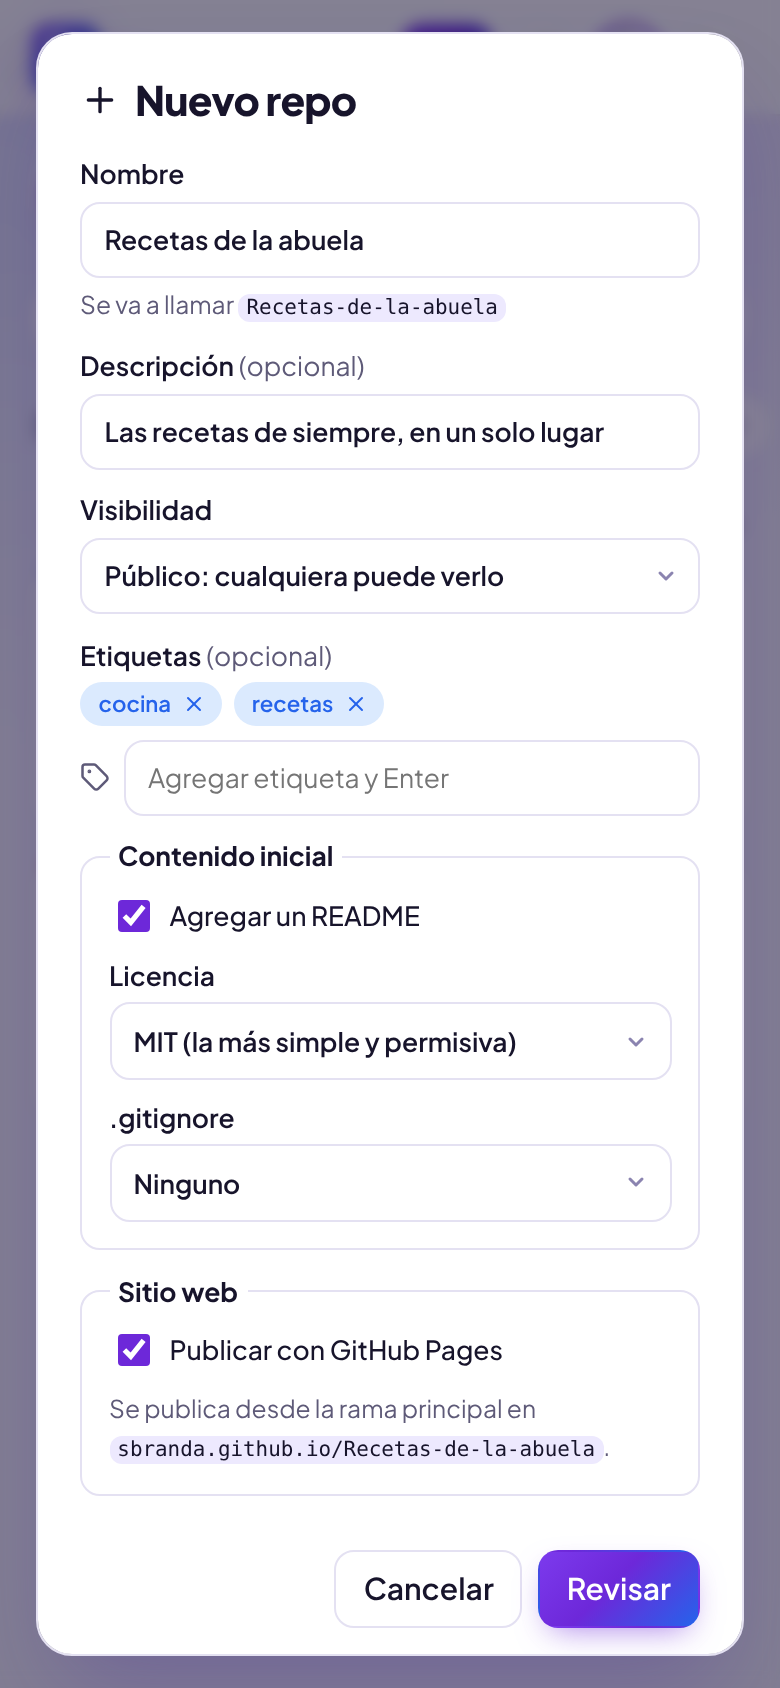 Nuevo repo
Nombre
Recetas de la abuela
Se va a llamar Recetas-de-la-abuela
Descripción (opcional)
Las recetas de siempre, en un solo lugar
Visibilidad
Público: cualquiera puede verlo
Etiquetas (opcional)
cocina recetas
Agregar etiqueta y Enter
Contenido inicial
Agregar un README
Licencia
MIT (la más simple y permisiva)
.gitignore
Ninguno
Sitio web
Publicar con GitHub Pages
Se publica desde la rama principal en
sbranda.github.io/Recetas-de-la-abuela.
Cancelar Revisar